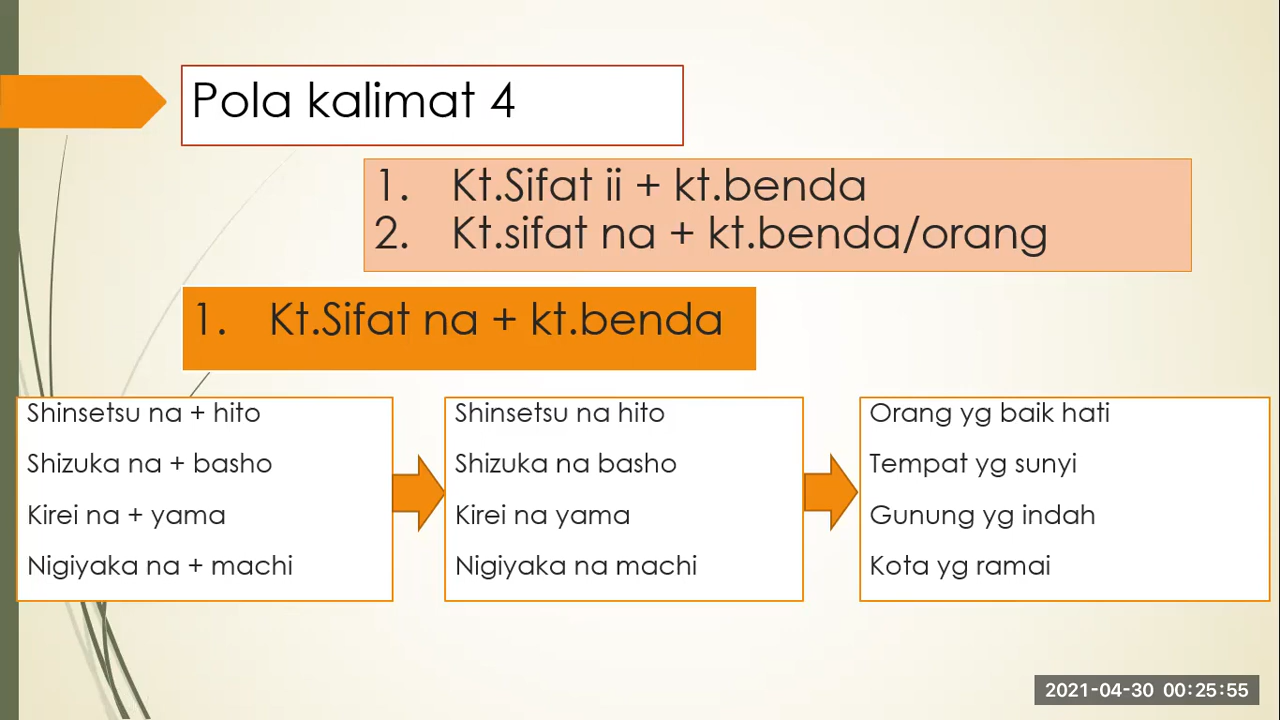 Pola kalimat 4
1. Kt.Sifat ii + kt.benda
2. Kt.sifat na + kt.benda/orang
1. Kt.Sifat na + kt.benda
Shinsetsu na + hito
Shizuka na + basho
Kirei na + yama
Nigiyaka na + machi
Shinsetsu na hito
Shizuka na basho
Kirei na yama
Nigiyaka na machi
Orang yg baik hati
Tempat yg sunyi
Gunung yg indah
Kota yg ramai
2021-04-30 00:25:55